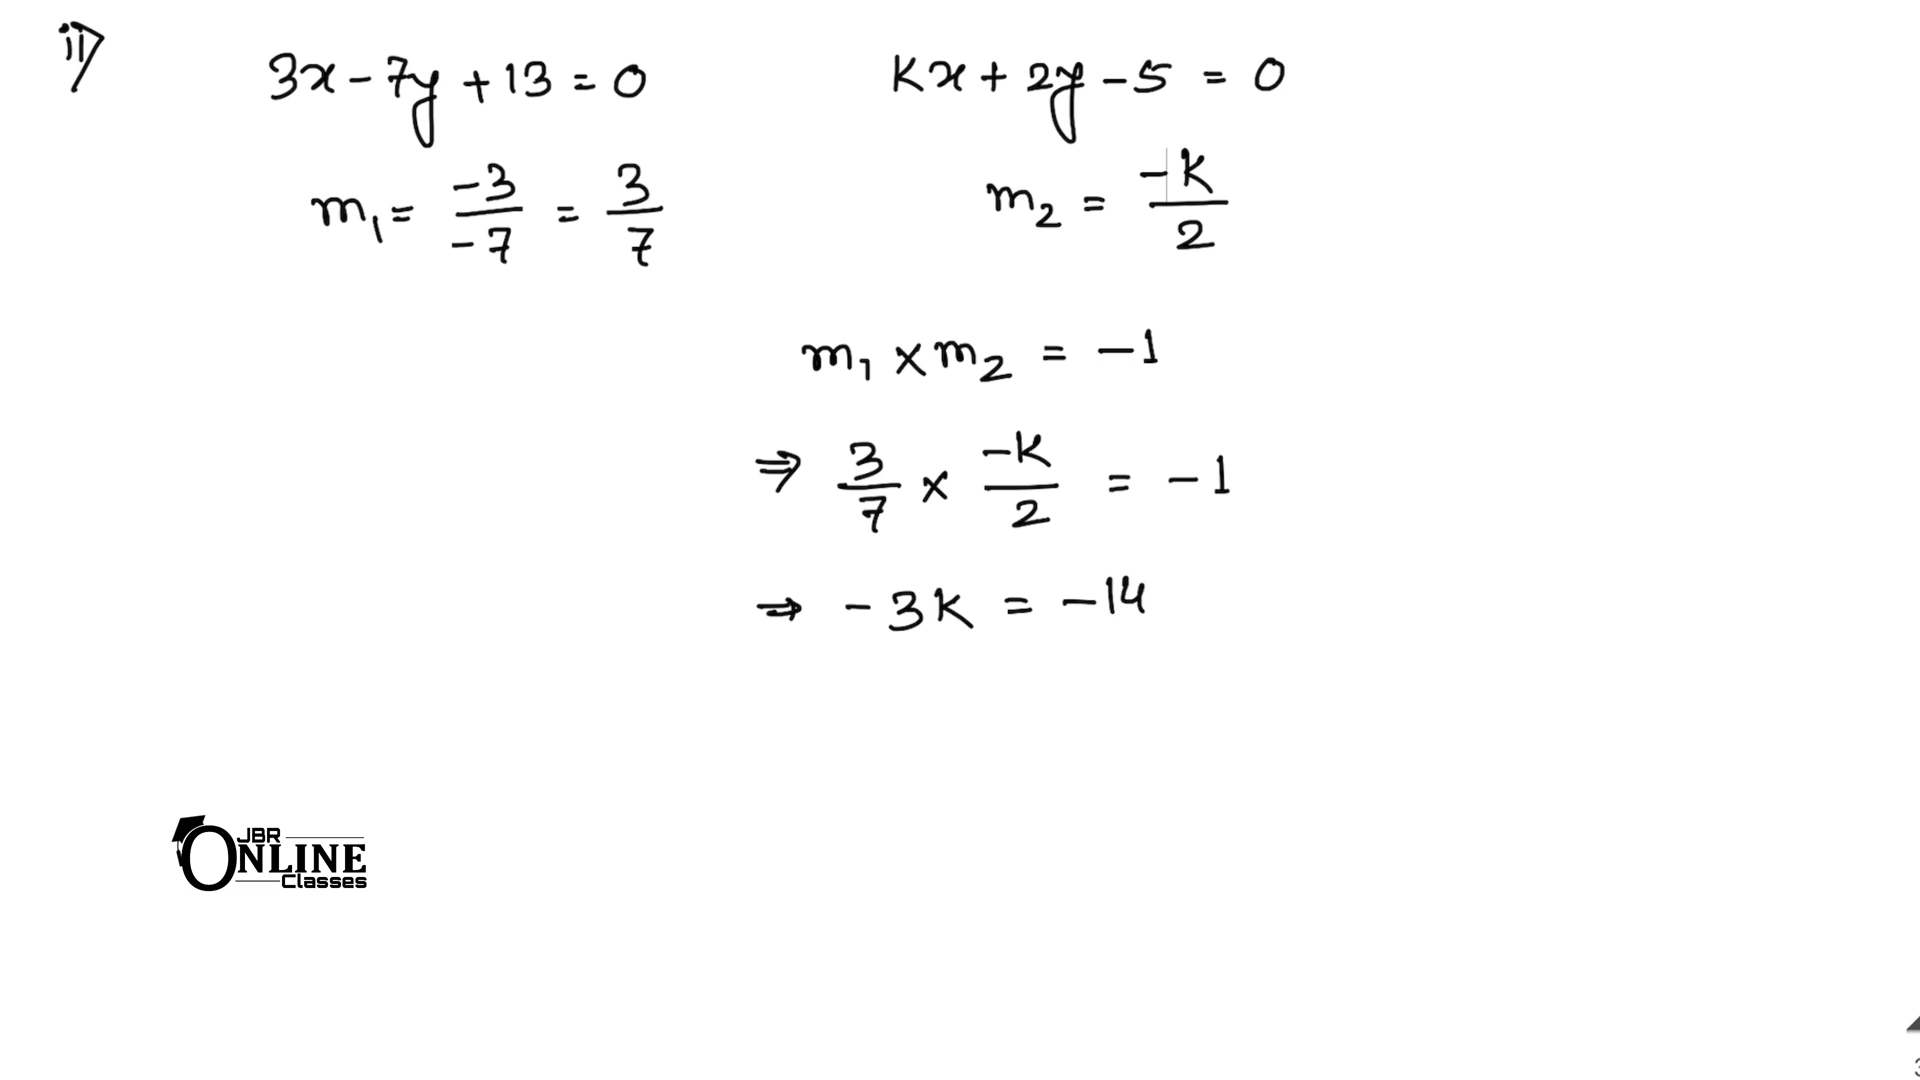 ii)
3x - 7y + 13 = 0
Kx + 2y - 5 = 0
m₁ = -3/-7 = 3/7
m₂ = -K/2
m₁ × m₂ = -1
⇒ 3/7 × -K/2 = -1
⇒ -3K = -14
JBR
ONLINE
Classes